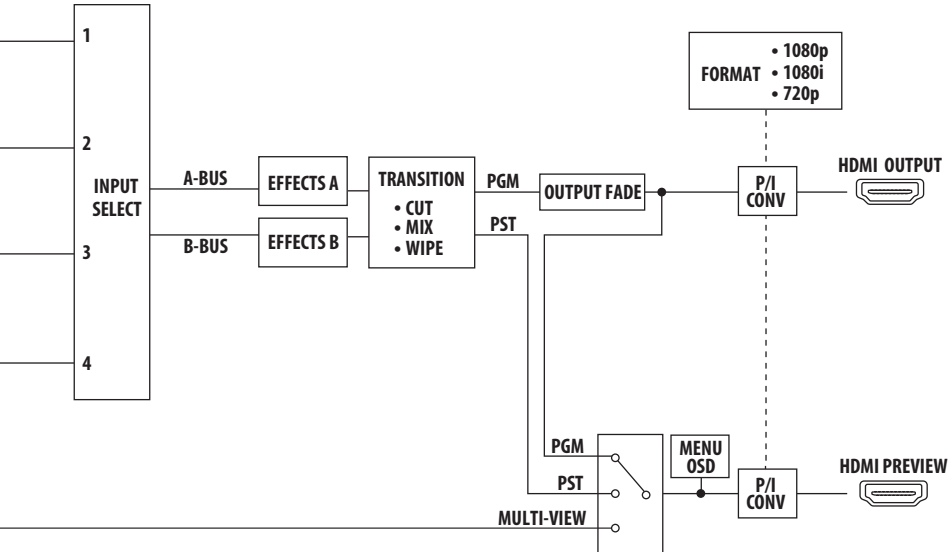 1
2
3
4
INPUT
SELECT
A-BUS
B-BUS
EFFECTS A
EFFECTS B
TRANSITION
• CUT
• MIX
• WIPE
PGM
PST
OUTPUT FADE
FORMAT
• 1080p
• 1080i
• 720p
P/I
CONV
HDMI OUTPUT
PGM
PST
MULTI-VIEW
MENU
OSD
P/I
CONV
HDMI PREVIEW